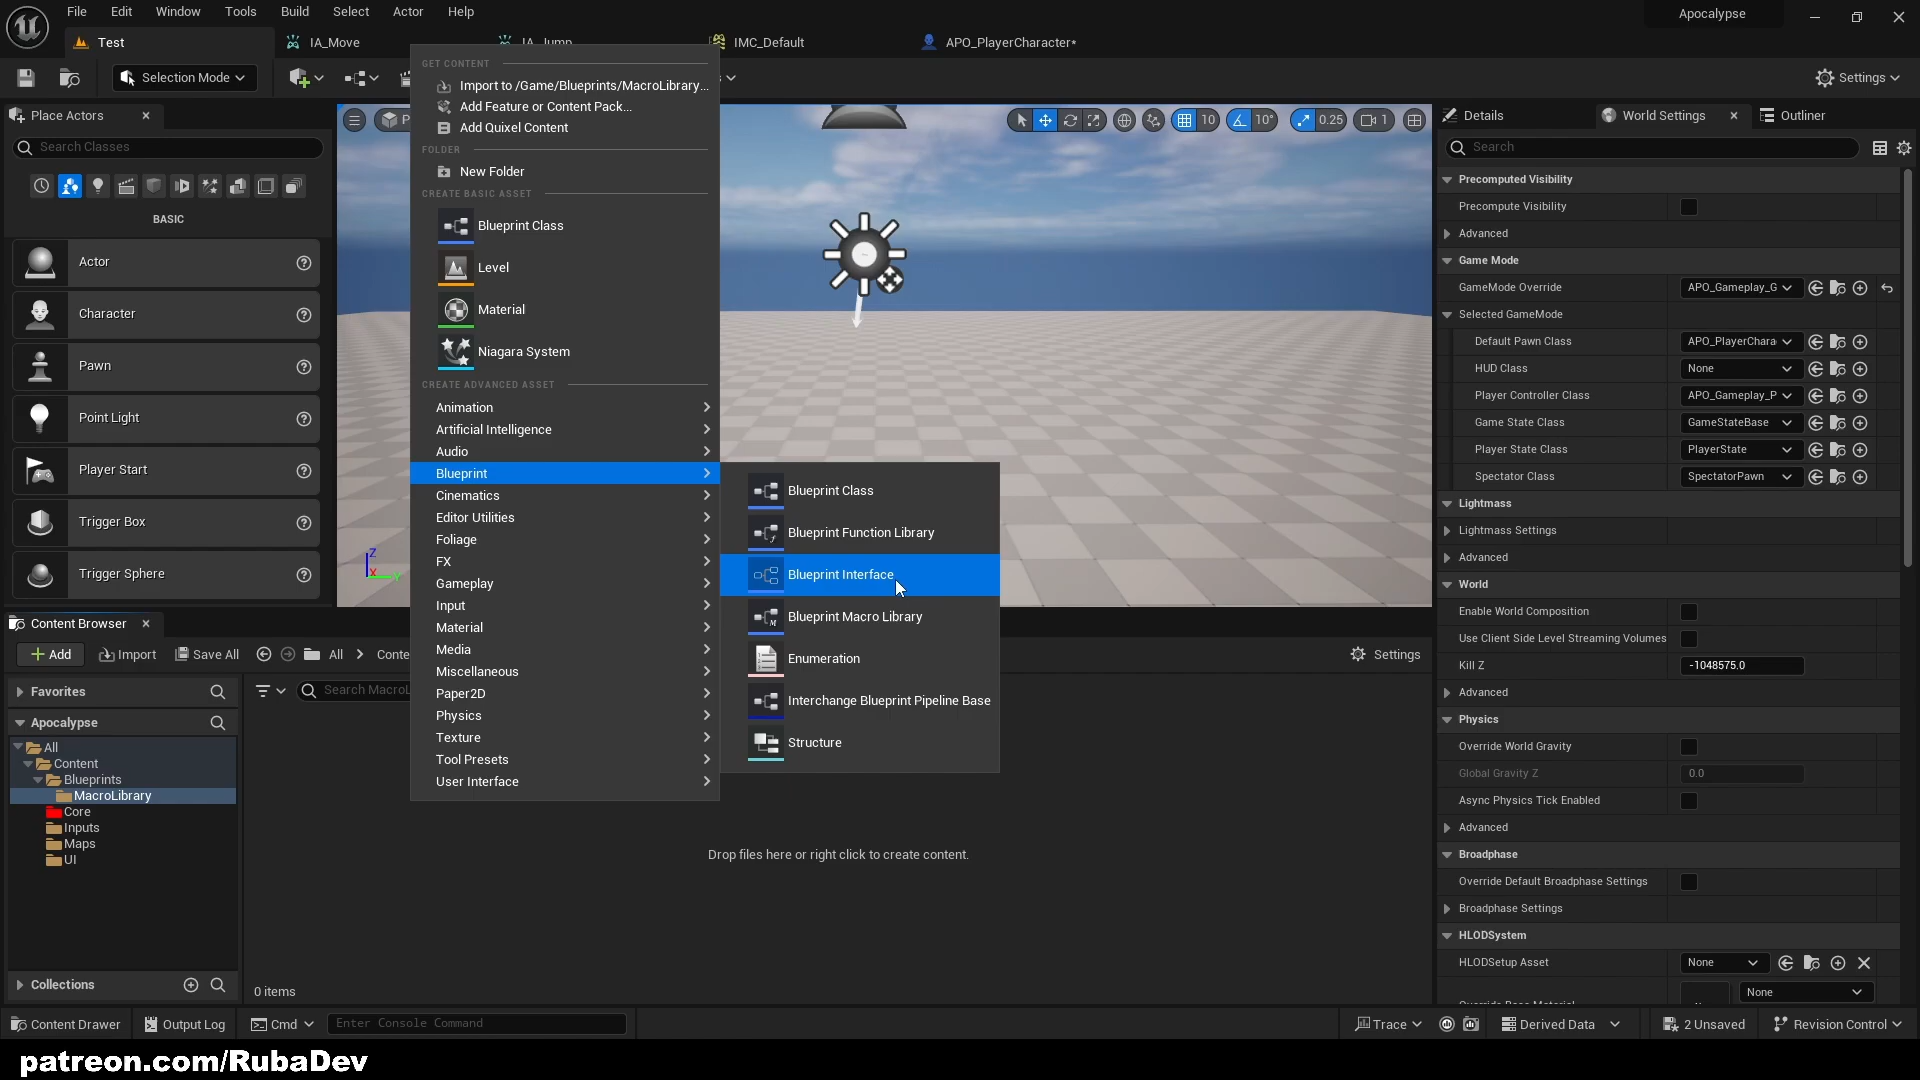 File Edit Window Tools Build Select Actor Help
Apocalypse
Test
IA_Move
IA_Jump
IMC_Default
APO_PlayerCharacter*
Selection Mode
Settings
Place Actors
Search Classes
BASIC
Actor
Character
Pawn
Point Light
Player Start
Trigger Box
Trigger Sphere
GET CONTENT
Import to /Game/Blueprints/MacroLibrary...
Add Feature or Content Pack...
Add Quixel Content
FOLDER
New Folder
CREATE BASIC ASSET
Blueprint Class
Level
Material
Niagara System
CREATE ADVANCED ASSET
Animation
Artificial Intelligence
Audio
Blueprint
Cinematics
Editor Utilities
Foliage
FX
Gameplay
Input
Material
Media
Miscellaneous
Paper2D
Physics
Texture
Tool Presets
User Interface
Blueprint Class
Blueprint Function Library
Blueprint Interface
Blueprint Macro Library
Enumeration
Interchange Blueprint Pipeline Base
Structure
10 10° 0.25 1
Z
X
Y
Details
World Settings
Outliner
Search
Precomputed Visibility
Precompute Visibility
Advanced
Game Mode
GameMode Override APO_Gameplay_G
Selected GameMode
Default Pawn Class APO_PlayerChara
HUD Class None
Player Controller Class APO_Gameplay_P
Game State Class GameStateBase
Player State Class PlayerState
Spectator Class SpectatorPawn
Lightmass
Lightmass Settings
Advanced
World
Enable World Composition
Use Client Side Level Streaming Volumes
Kill Z -1048575.0
Advanced
Physics
Override World Gravity
Global Gravity Z 0.0
Async Physics Tick Enabled
Advanced
Broadphase
Override Default Broadphase Settings
Broadphase Settings
HLODSystem
HLODSetup Asset None
None
Content Browser
Add Import Save All All Conte
Settings
Favorites
Search MacroL
Apocalypse
All
Content
Blueprints
MacroLibrary
Core
Inputs
Maps
UI
Drop files here or right click to create content.
Collections
0 items
Content Drawer Output Log Cmd Enter Console Command
Trace Derived Data 2 Unsaved Revision Control
patreon.com/RubaDev